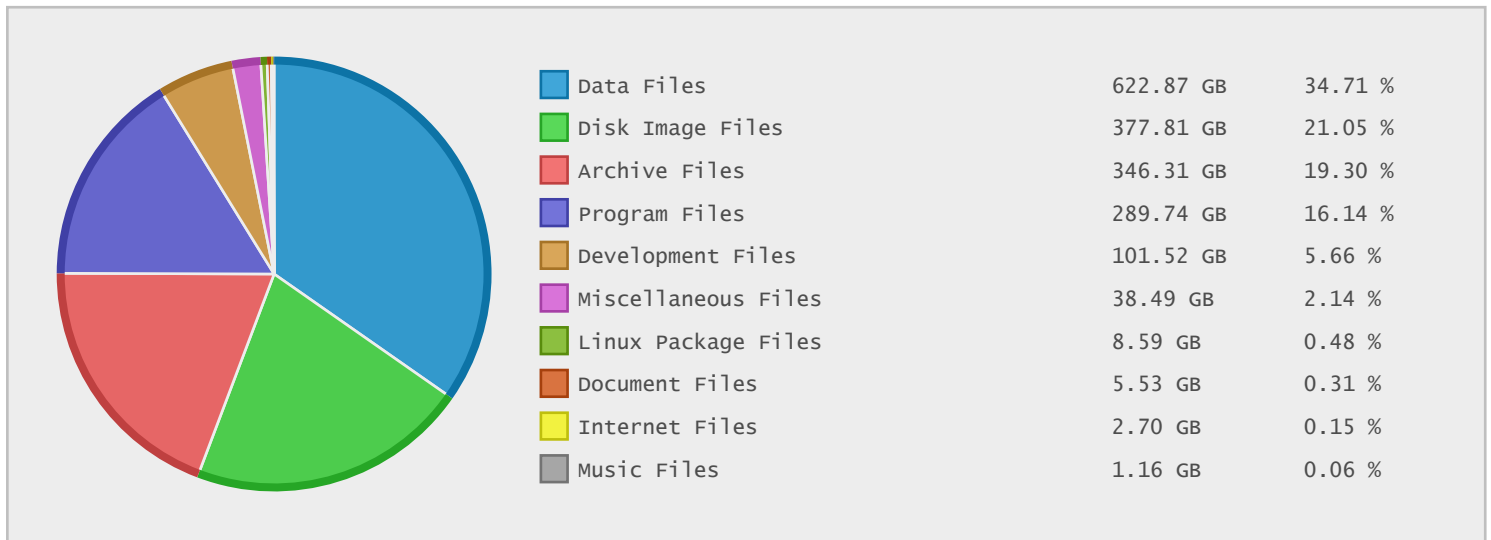 Data Files 622.87 GB 34.71 %
Disk Image Files 377.81 GB 21.05 %
Archive Files 346.31 GB 19.30 %
Program Files 289.74 GB 16.14 %
Development Files 101.52 GB 5.66 %
Miscellaneous Files 38.49 GB 2.14 %
Linux Package Files 8.59 GB 0.48 %
Document Files 5.53 GB 0.31 %
Internet Files 2.70 GB 0.15 %
Music Files 1.16 GB 0.06 %